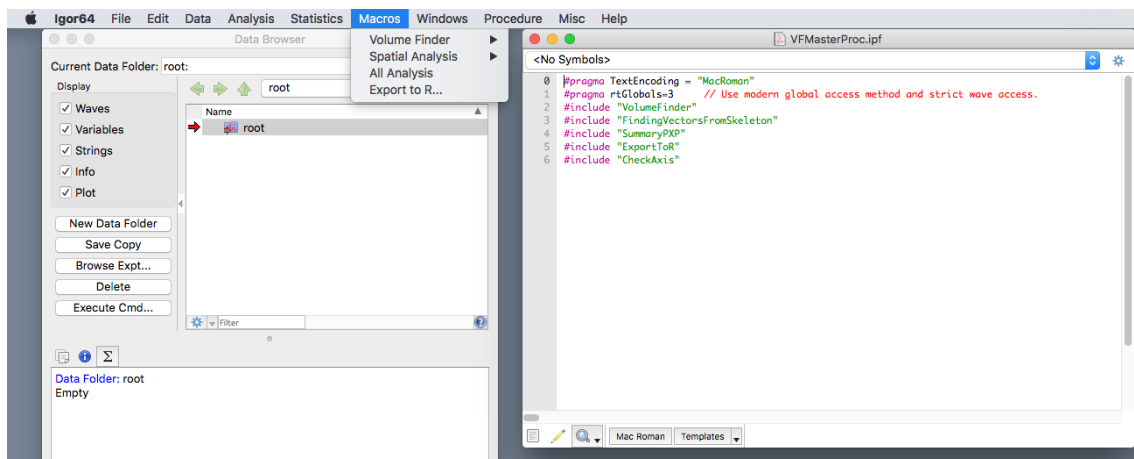 Igor64 File Edit Data Analysis Statistics Macros Windows Procedure Misc Help
Data Browser
Current Data Folder: root:
Display
root
Waves
Variables
Strings
Info
Plot
New Data Folder
Save Copy
Browse Expt...
Delete
Execute Cmd...
Name
root
Filter
Σ
Data Folder: root
Empty
Volume Finder
Spatial Analysis
All Analysis
Export to R...
VFMasterProc.ipf
<No Symbols>
0 #pragma TextEncoding = "MacRoman"
1 #pragma rtGlobals=3 // Use modern global access method and strict wave access.
2 #include "VolumeFinder"
3 #include "FindingVectorsFromSkeleton"
4 #include "SummaryPXP"
5 #include "ExportToR"
6 #include "CheckAxis"
Mac Roman Templates